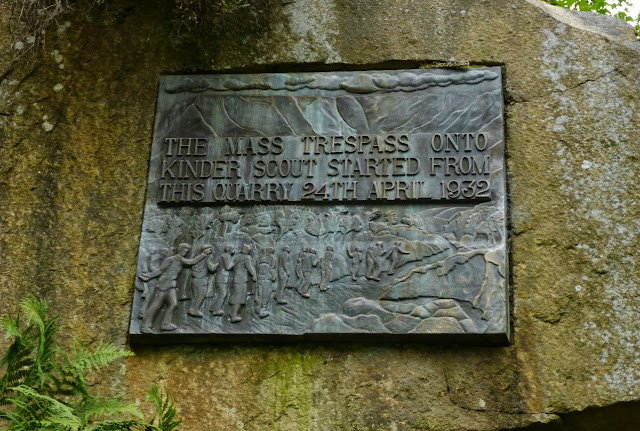 THE MASS TRESPASS ONTO
KINDER SCOUT STARTED FROM
THIS QUARRY 24TH APRIL 1932